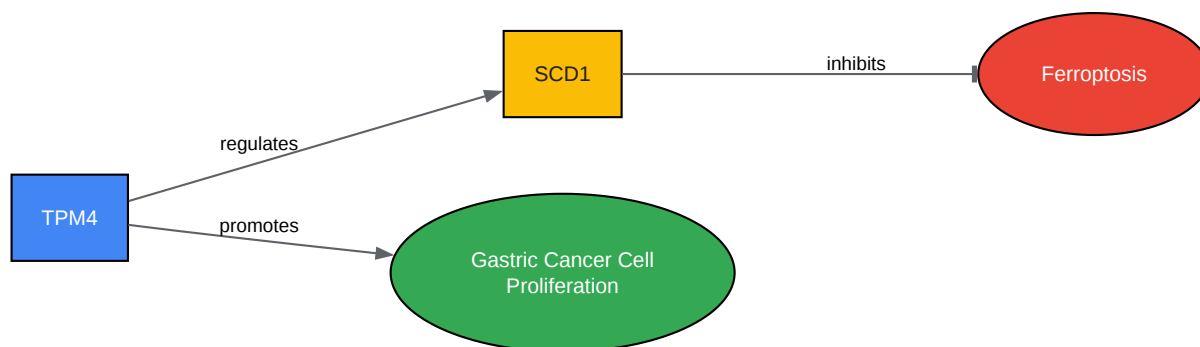 SCD1
inhibits
Ferroptosis
regulates
TPM4
promotes
Gastric Cancer Cell
Proliferation